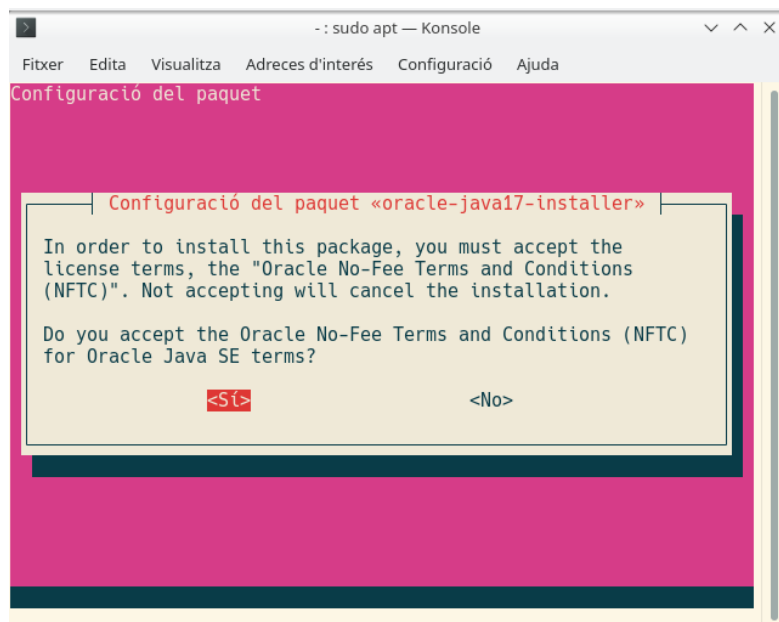 - : sudo apt — Konsole
Fitxer Edita Visualitza Adreces d'interés Configuració Ajuda
Configuració del paquet
Configuració del paquet «oracle-java17-installer»
In order to install this package, you must accept the
license terms, the "Oracle No-Fee Terms and Conditions
(NFTC)". Not accepting will cancel the installation.
Do you accept the Oracle No-Fee Terms and Conditions (NFTC)
for Oracle Java SE terms?
<Sí> <No>